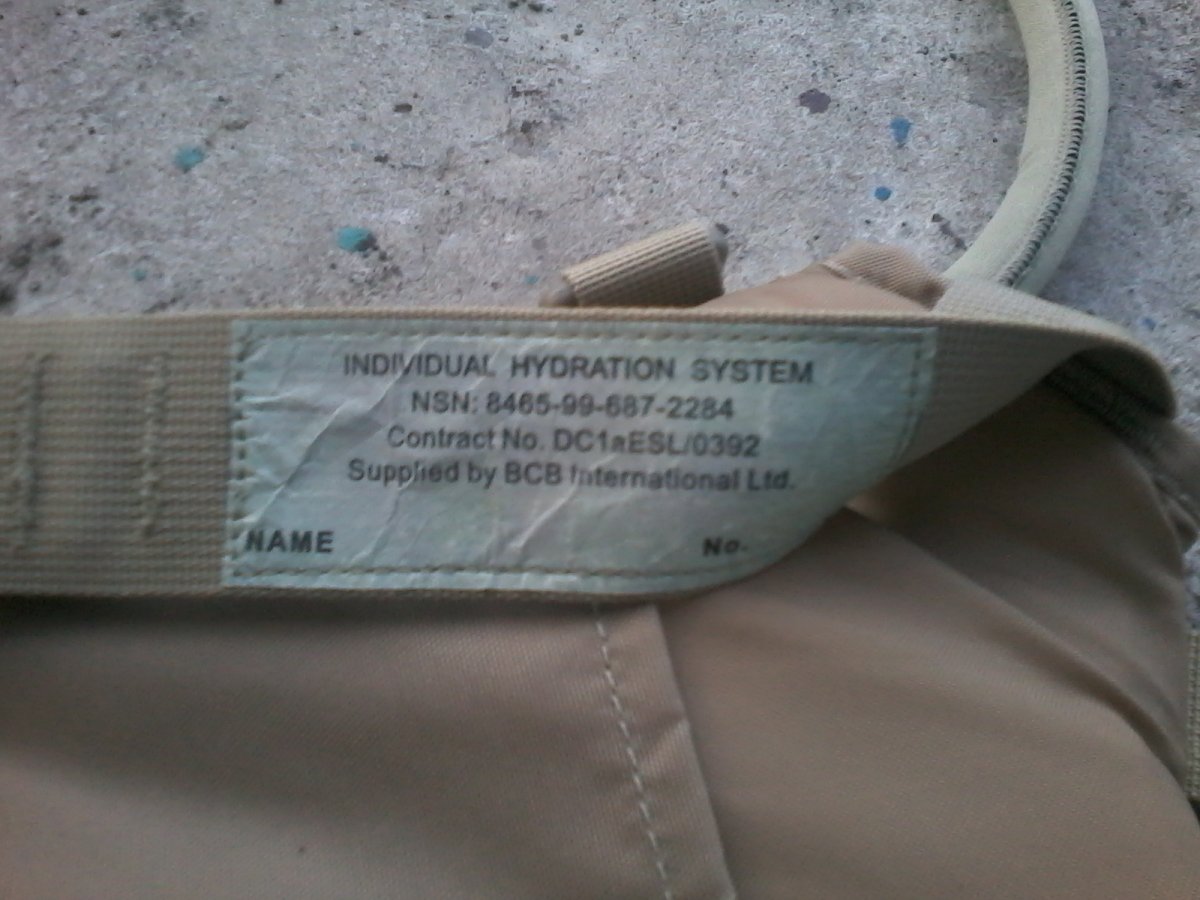 INDIVIDUAL HYDRATION SYSTEM
NSN: 8465-99-687-2284
Contract No. DC1aESL/0392
Supplied by BCB International Ltd.
NAME No.